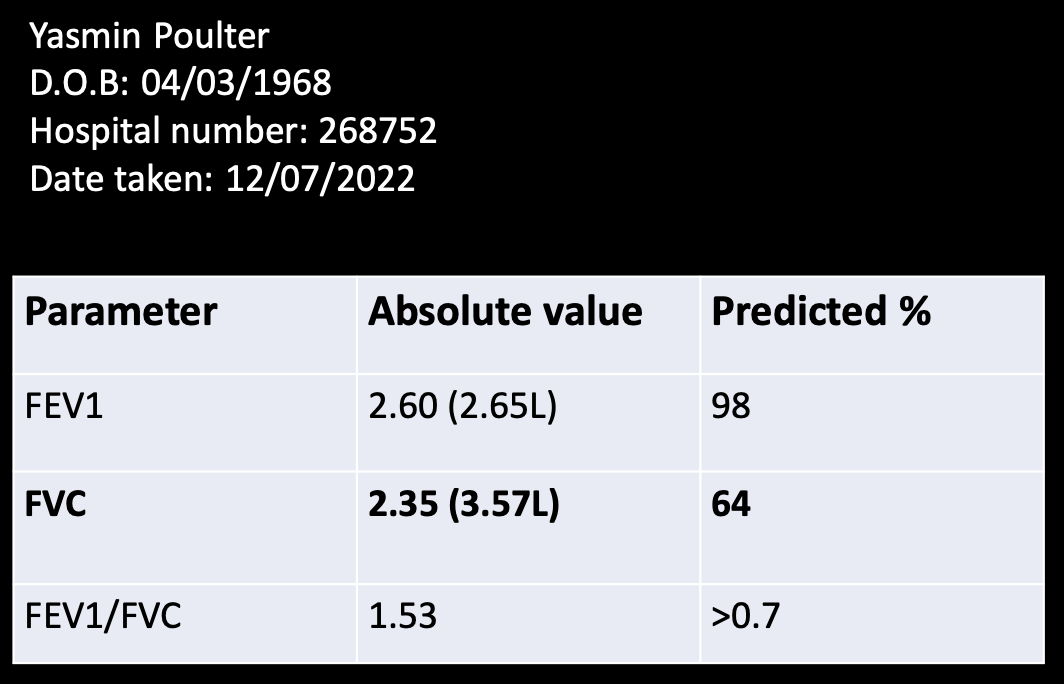 Yasmin Poulter
D.O.B: 04/03/1968
Hospital number: 268752
Date taken: 12/07/2022
Parameter Absolute value Predicted %
FEV1 2.60 (2.65L) 98
FVC 2.35 (3.57L) 64
FEV1/FVC 1.53 >0.7